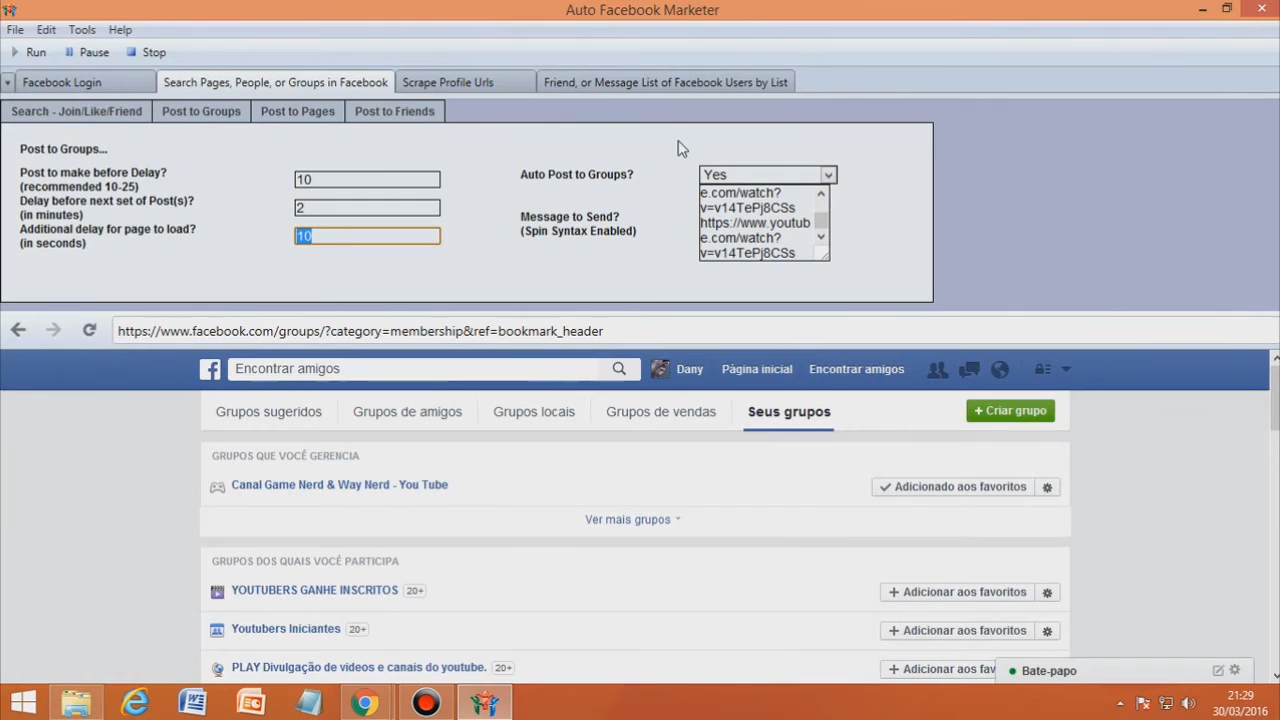 Auto Facebook Marketer
File Edit Tools Help
Run Pause Stop
Facebook Login Search Pages, People, or Groups in Facebook Scrape Profile Urls Friend, or Message List of Facebook Users by List
Search - Join/Like/Friend Post to Groups Post to Pages Post to Friends
Post to Groups...
Post to make before Delay?
(recommended 10-25)
10
Delay before next set of Post(s)?
(in minutes)
2
Additional delay for page to load?
(in seconds)
10
Auto Post to Groups?
Yes
Message to Send?
(Spin Syntax Enabled)
e.com/watch?
v=v14TePj8CSs
https://www.youtub
e.com/watch?
v=v14TePj8CSs
https://www.facebook.com/groups/?category=membership&ref=bookmark_header
Encontrar amigos Dany Página inicial Encontrar amigos
Grupos sugeridos Grupos de amigos Grupos locais Grupos de vendas Seus grupos + Criar grupo
GRUPOS QUE VOCÊ GERENCIA
Canal Game Nerd & Way Nerd - You Tube Adicionado aos favoritos
Ver mais grupos
GRUPOS DOS QUAIS VOCÊ PARTICIPA
YOUTUBERS GANHE INSCRITOS 20+ + Adicionar aos favoritos
Youtubers Iniciantes 20+ + Adicionar aos favoritos
PLAY Divulgação de videos e canais do youtube. 20+ + Adicionar aos fav
Bate-papo
21:29
30/03/2016